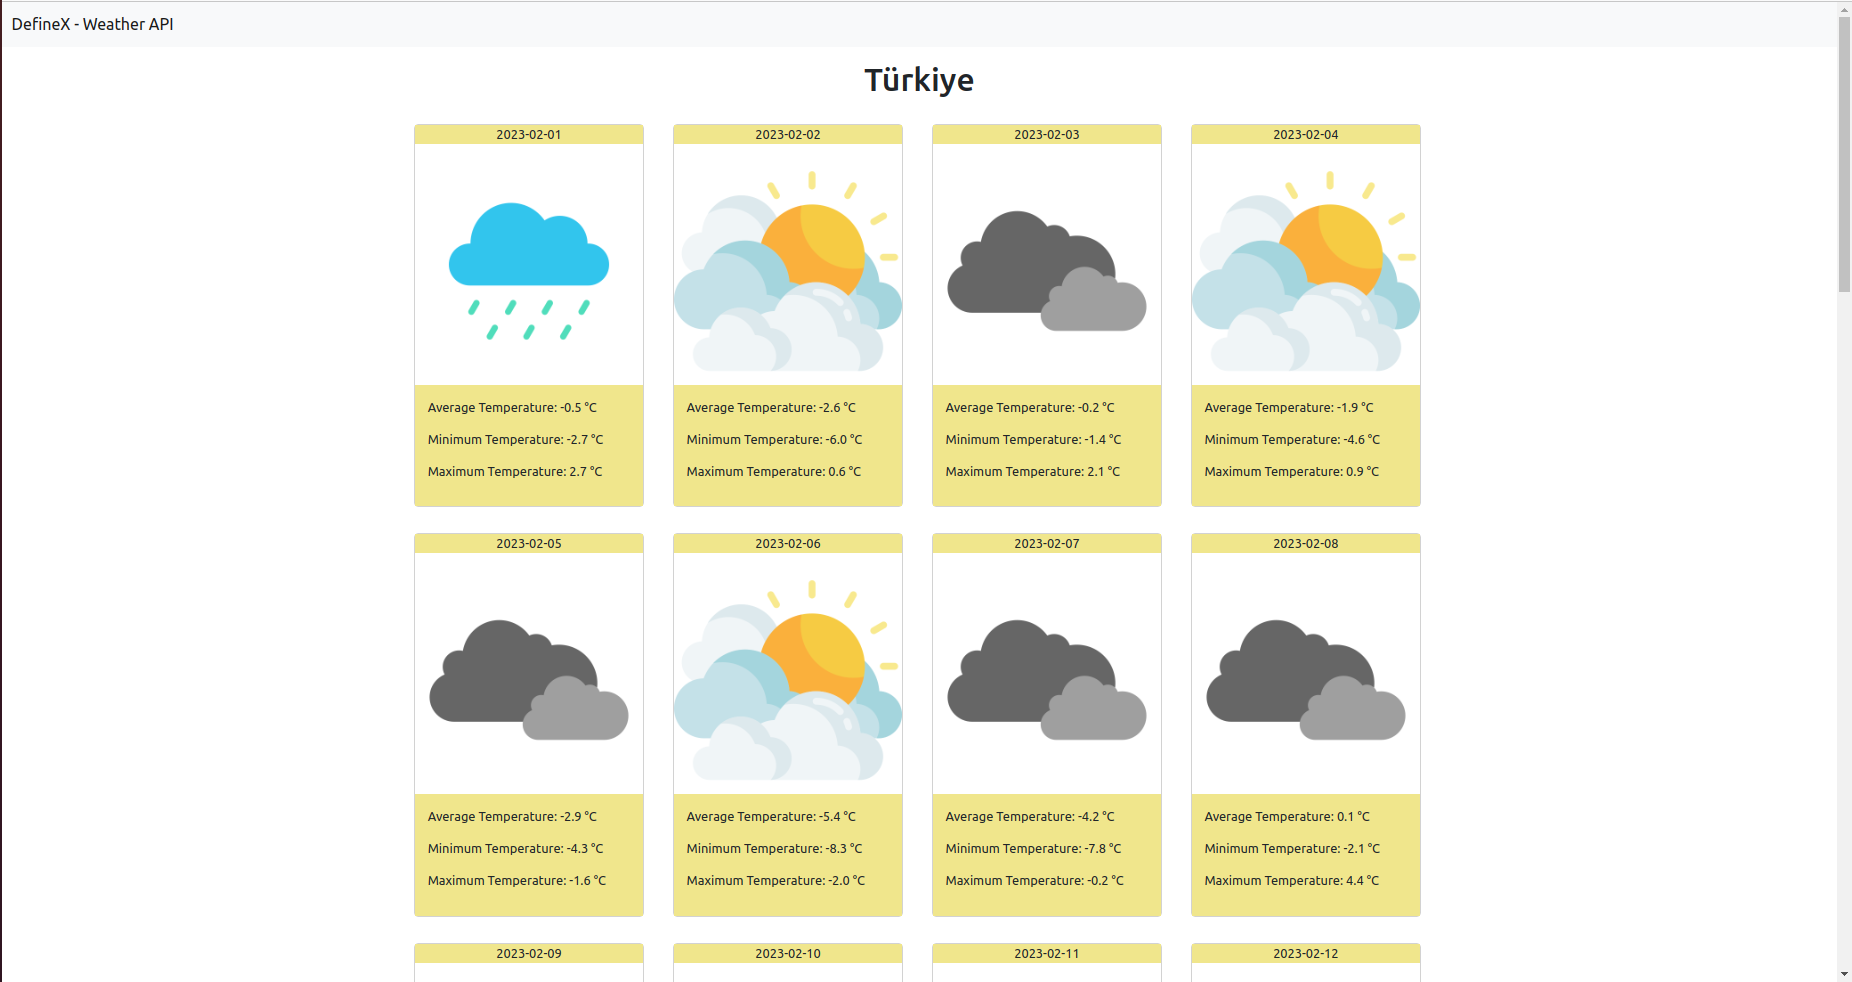 DefineX - Weather API
Türkiye
2023-02-01
Average Temperature: -0.5 °C
Minimum Temperature: -2.7 °C
Maximum Temperature: 2.7 °C
2023-02-02
Average Temperature: -2.6 °C
Minimum Temperature: -6.0 °C
Maximum Temperature: 0.6 °C
2023-02-03
Average Temperature: -0.2 °C
Minimum Temperature: -1.4 °C
Maximum Temperature: 2.1 °C
2023-02-04
Average Temperature: -1.9 °C
Minimum Temperature: -4.6 °C
Maximum Temperature: 0.9 °C
2023-02-05
Average Temperature: -2.9 °C
Minimum Temperature: -4.3 °C
Maximum Temperature: -1.6 °C
2023-02-06
Average Temperature: -5.4 °C
Minimum Temperature: -8.3 °C
Maximum Temperature: -2.0 °C
2023-02-07
Average Temperature: -4.2 °C
Minimum Temperature: -7.8 °C
Maximum Temperature: -0.2 °C
2023-02-08
Average Temperature: 0.1 °C
Minimum Temperature: -2.1 °C
Maximum Temperature: 4.4 °C
2023-02-09
2023-02-10
2023-02-11
2023-02-12